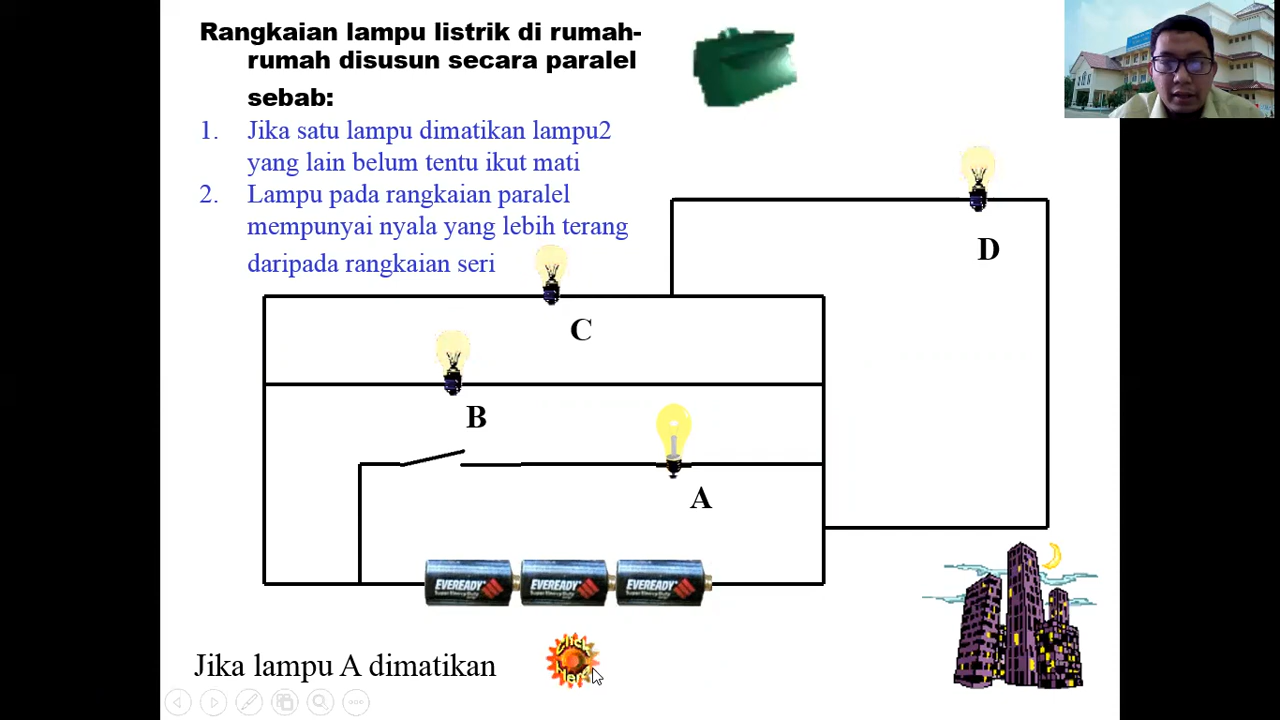 Rangkaian lampu listrik di rumah-
rumah disusun secara paralel
sebab:
1. Jika satu lampu dimatikan lampu2
yang lain belum tentu ikut mati
2. Lampu pada rangkaian paralel
mempunyai nyala yang lebih terang
daripada rangkaian seri
D
C
B
A
EVEREADY EVEREADY EVEREADY
Jika lampu A dimatikan
Click
Here